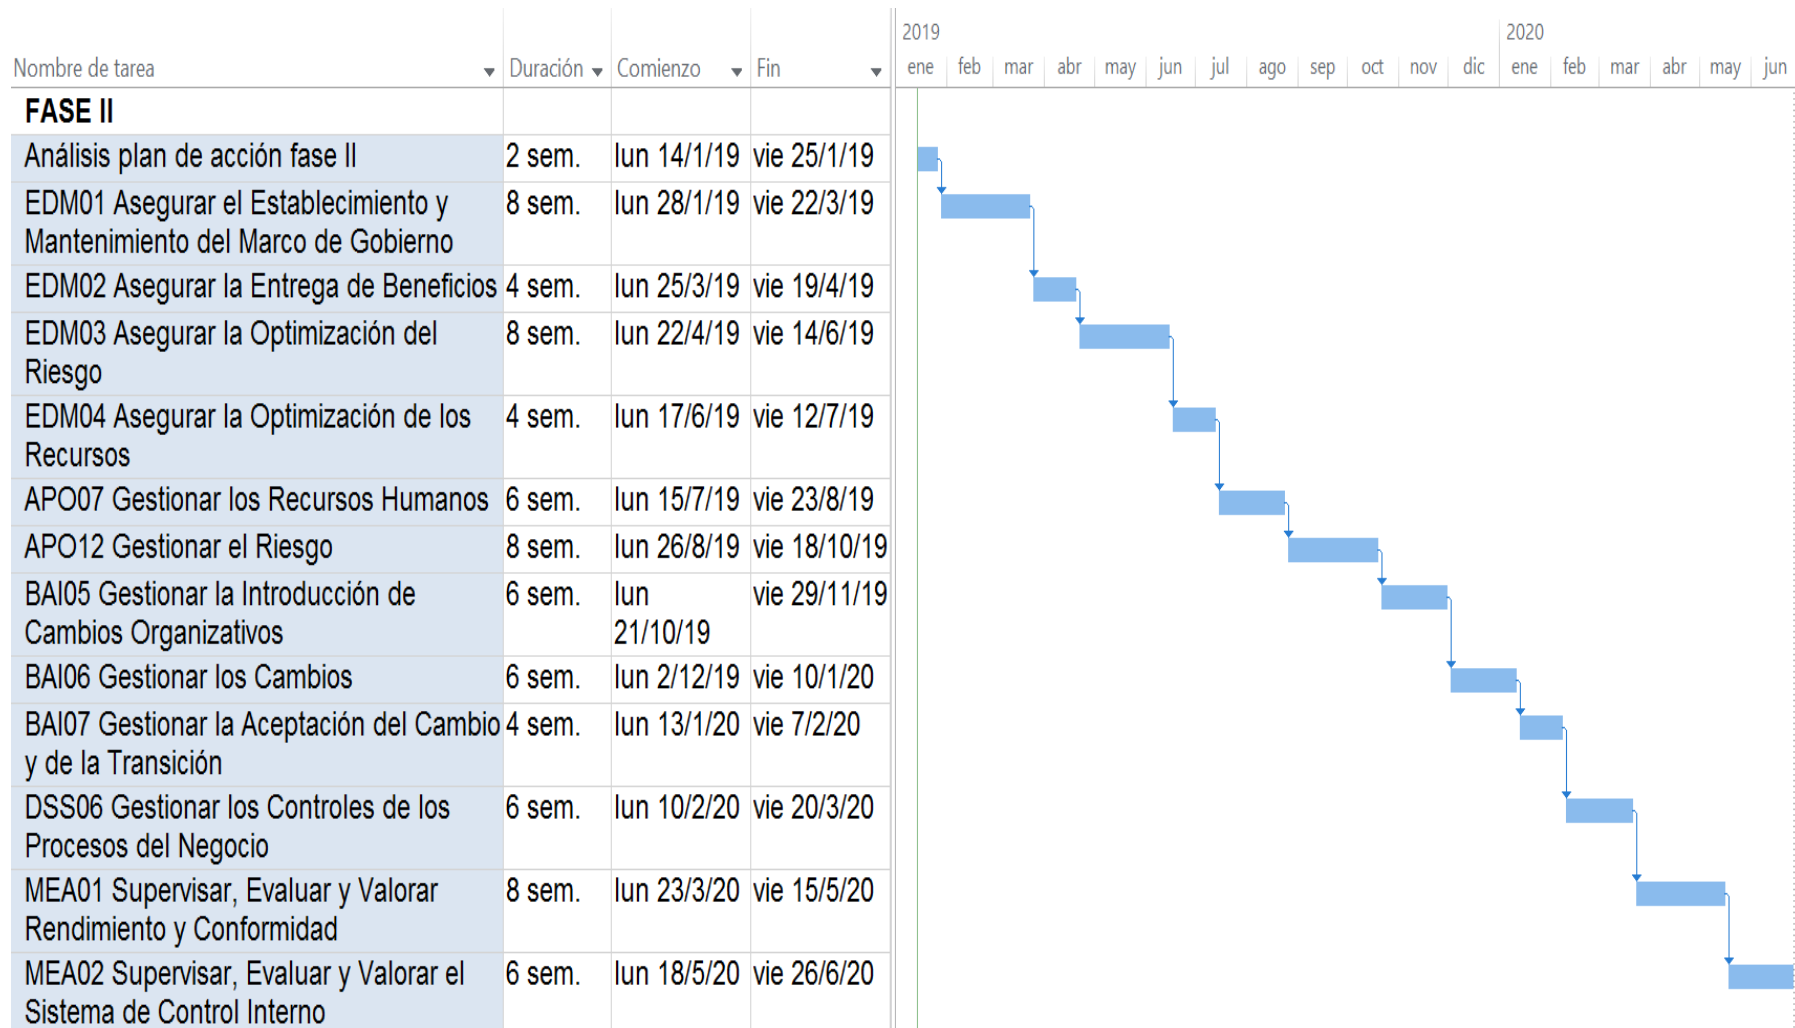 2019 2020
Nombre de tarea Duración Comienzo Fin ene feb mar abr may jun jul ago sep oct nov dic ene feb mar abr may jun
FASE II
Análisis plan de acción fase II 2 sem. lun 14/1/19 vie 25/1/19
EDM01 Asegurar el Establecimiento y 8 sem. lun 28/1/19 vie 22/3/19
Mantenimiento del Marco de Gobierno
EDM02 Asegurar la Entrega de Beneficios 4 sem. lun 25/3/19 vie 19/4/19
EDM03 Asegurar la Optimización del 8 sem. lun 22/4/19 vie 14/6/19
Riesgo
EDM04 Asegurar la Optimización de los 4 sem. lun 17/6/19 vie 12/7/19
Recursos
APO07 Gestionar los Recursos Humanos 6 sem. lun 15/7/19 vie 23/8/19
APO12 Gestionar el Riesgo 8 sem. lun 26/8/19 vie 18/10/19
BAI05 Gestionar la Introducción de 6 sem. lun vie 29/11/19
Cambios Organizativos 21/10/19
BAI06 Gestionar los Cambios 6 sem. lun 2/12/19 vie 10/1/20
BAI07 Gestionar la Aceptación del Cambio 4 sem. lun 13/1/20 vie 7/2/20
y de la Transición
DSS06 Gestionar los Controles de los 6 sem. lun 10/2/20 vie 20/3/20
Procesos del Negocio
MEA01 Supervisar, Evaluar y Valorar 8 sem. lun 23/3/20 vie 15/5/20
Rendimiento y Conformidad
MEA02 Supervisar, Evaluar y Valorar el 6 sem. lun 18/5/20 vie 26/6/20
Sistema de Control Interno